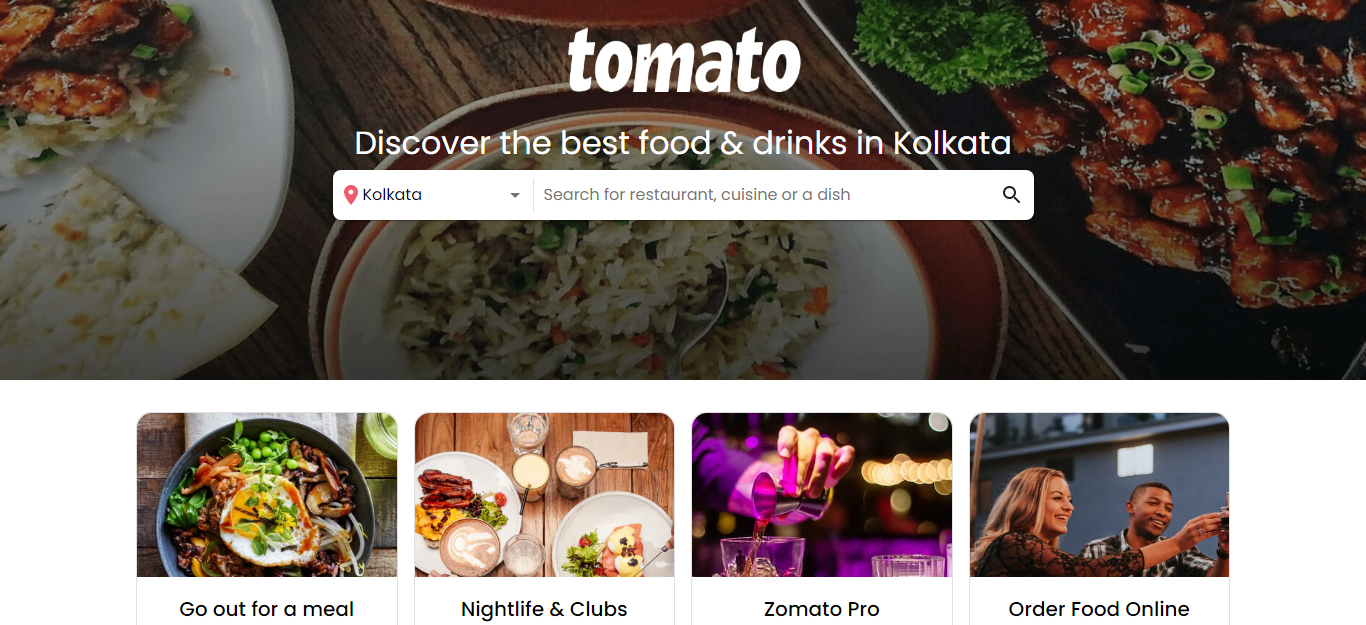 tomato
Discover the best food & drinks in Kolkata
Kolkata
Search for restaurant, cuisine or a dish
Go out for a meal
Nightlife & Clubs
Zomato Pro
Order Food Online